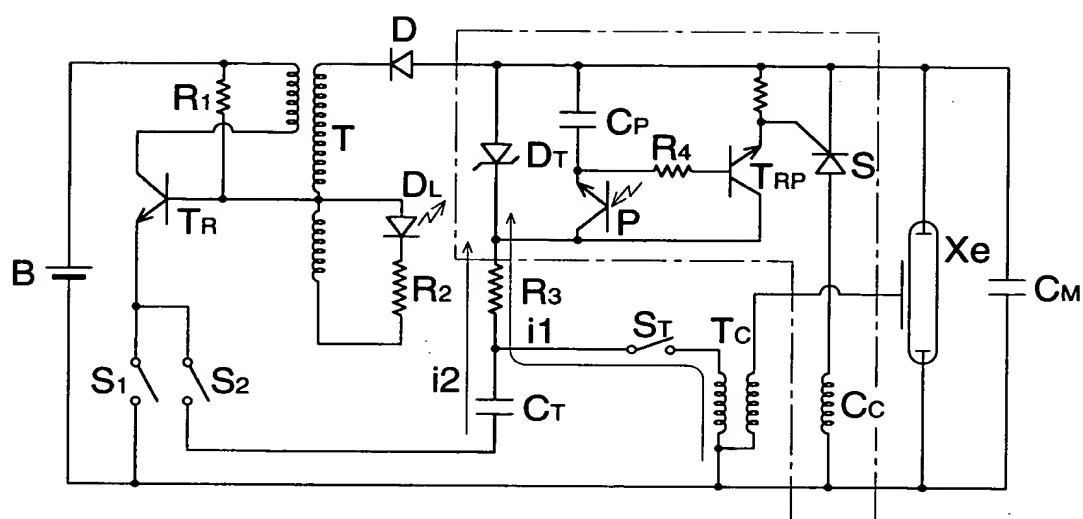 D
R1
CP
R4
T
DT
S
TRP
DL
TR
P
Xe
B
R2
R3
CM
i1
ST
TC
S1
S2
i2
CT
CC